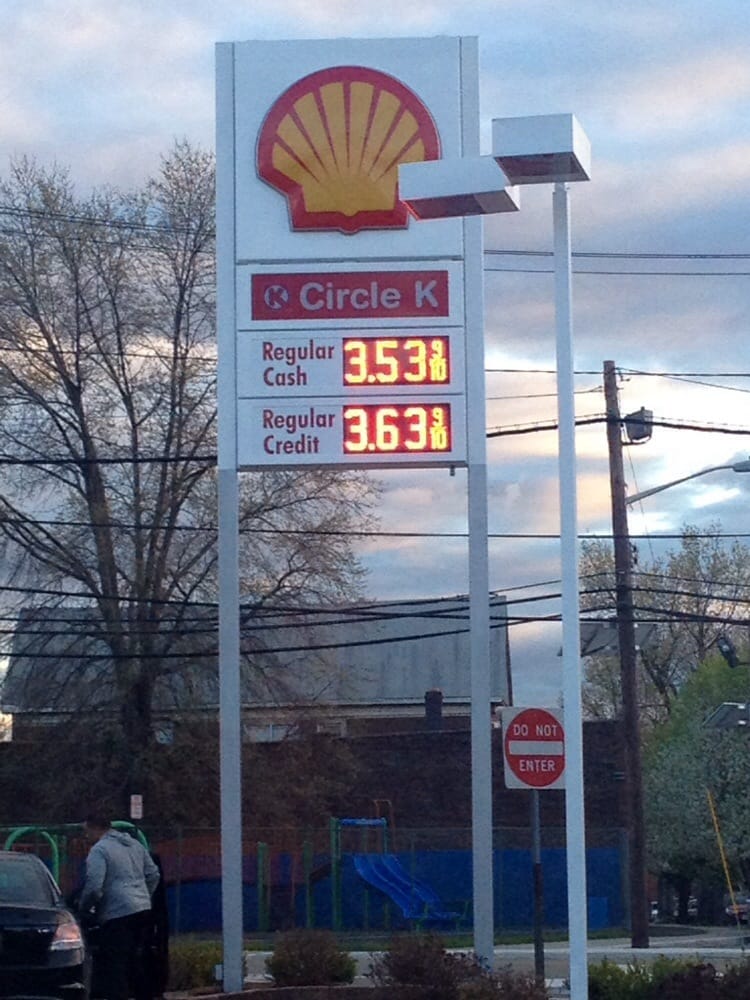 K Circle K
Regular
Cash
3.53 9/10
Regular
Credit
3.63 9/10
DO NOT
ENTER